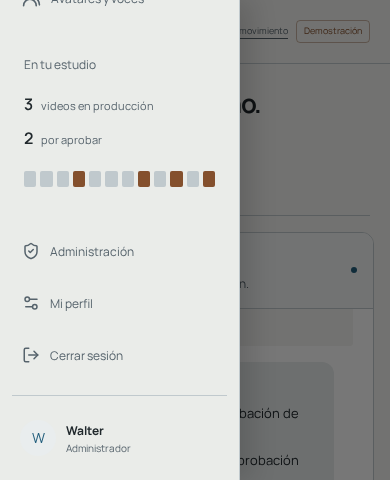 Avatares y voces
movimiento
Demostración
En tu estudio
o.
3 videos en producción
2 por aprobar
Administración
n.
Mi perfil
Cerrar sesión
bación de
W
Walter
Administrador
probación